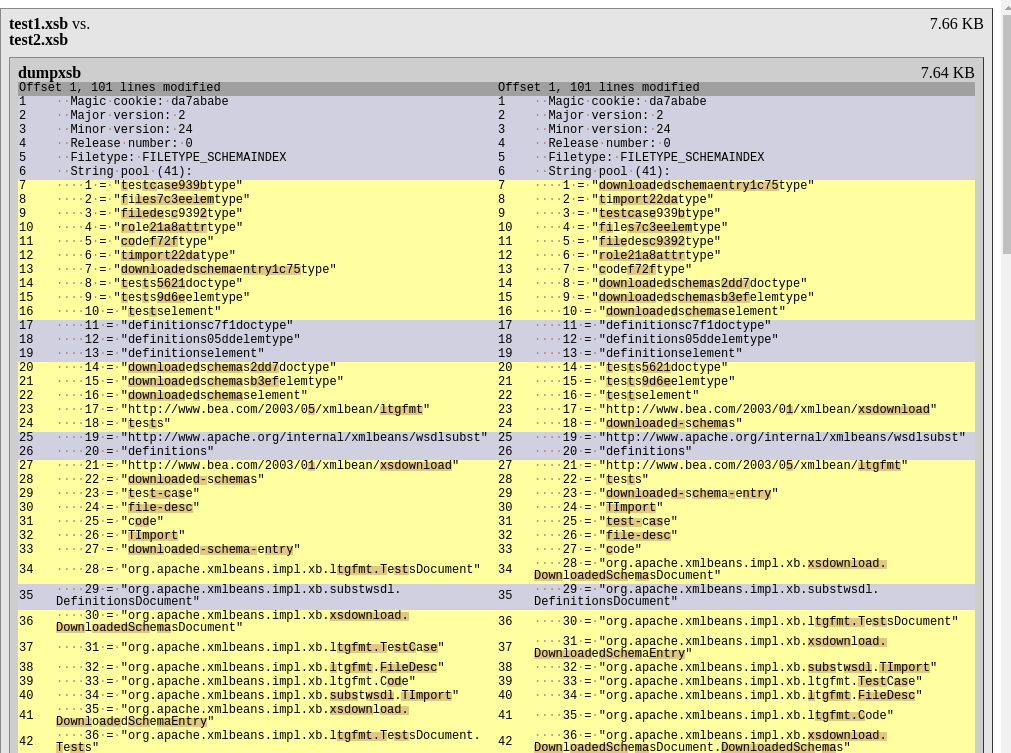 test1.xsb vs. 7.66 KB
test2.xsb
dumpxsb 7.64 KB
Offset 1, 101 lines modified Offset 1, 101 lines modified
1 ··Magic·cookie:·da7ababe 1 ··Magic·cookie:·da7ababe
2 ··Major·version:·2 2 ··Major·version:·2
3 ··Minor·version:·24 3 ··Minor·version:·24
4 ··Release·number:·0 4 ··Release·number:·0
5 ··Filetype:·FILETYPE_SCHEMAINDEX 5 ··Filetype:·FILETYPE_SCHEMAINDEX
6 ··String·pool·(41): 6 ··String·pool·(41):
7 ····1·=·"testcase939btype" 7 ····1·=·"downloadedschemaentry1c75type"
8 ····2·=·"files7c3eelemtype" 8 ····2·=·"timport22datype"
9 ····3·=·"filedesc9392type" 9 ····3·=·"testcase939btype"
10 ····4·=·"role21a8attrtype" 10 ····4·=·"files7c3eelemtype"
11 ····5·=·"codef72ftype" 11 ····5·=·"filedesc9392type"
12 ····6·=·"timport22datype" 12 ····6·=·"role21a8attrtype"
13 ····7·=·"downloadedschemaentry1c75type" 13 ····7·=·"codef72ftype"
14 ····8·=·"tests5621doctype" 14 ····8·=·"downloadedschemas2dd7doctype"
15 ····9·=·"tests9d6eelemtype" 15 ····9·=·"downloadedschemasb3efelemtype"
16 ····10·=·"testselement" 16 ····10·=·"downloadedschemaselement"
17 ····11·=·"definitionsc7f1doctype" 17 ····11·=·"definitionsc7f1doctype"
18 ····12·=·"definitions05ddelemtype" 18 ····12·=·"definitions05ddelemtype"
19 ····13·=·"definitionselement" 19 ····13·=·"definitionselement"
20 ····14·=·"downloadedschemas2dd7doctype" 20 ····14·=·"tests5621doctype"
21 ····15·=·"downloadedschemasb3efelemtype" 21 ····15·=·"tests9d6eelemtype"
22 ····16·=·"downloadedschemaselement" 22 ····16·=·"testselement"
23 ····17·=·"http://www.bea.com/2003/05/xmlbean/ltgfmt" 23 ····17·=·"http://www.bea.com/2003/01/xmlbean/xsdownload"
24 ····18·=·"tests" 24 ····18·=·"downloaded-schemas"
25 ····19·=·"http://www.apache.org/internal/xmlbeans/wsdlsubst" 25 ····19·=·"http://www.apache.org/internal/xmlbeans/wsdlsubst"
26 ····20·=·"definitions" 26 ····20·=·"definitions"
27 ····21·=·"http://www.bea.com/2003/01/xmlbean/xsdownload" 27 ····21·=·"http://www.bea.com/2003/05/xmlbean/ltgfmt"
28 ····22·=·"downloaded-schemas" 28 ····22·=·"tests"
29 ····23·=·"test-case" 29 ····23·=·"downloaded-schema-entry"
30 ····24·=·"file-desc" 30 ····24·=·"TImport"
31 ····25·=·"code" 31 ····25·=·"test-case"
32 ····26·=·"TImport" 32 ····26·=·"file-desc"
33 ····27·=·"downloaded-schema-entry" 33 ····27·=·"code"
34 ····28·=·"org.apache.xmlbeans.impl.xb.ltgfmt.TestsDocument" 34 ····28·=·"org.apache.xmlbeans.impl.xb.xsdownload.
DownloadedSchemasDocument"
35 ····29·=·"org.apache.xmlbeans.impl.xb.substwsdl. 35 ····29·=·"org.apache.xmlbeans.impl.xb.substwsdl.
DefinitionsDocument" DefinitionsDocument"
36 ····30·=·"org.apache.xmlbeans.impl.xb.xsdownload. 36 ····30·=·"org.apache.xmlbeans.impl.xb.ltgfmt.TestsDocument"
DownloadedSchemasDocument"
37 ····31·=·"org.apache.xmlbeans.impl.xb.ltgfmt.TestCase" 37 ····31·=·"org.apache.xmlbeans.impl.xb.xsdownload.
DownloadedSchemaEntry"
38 ····32·=·"org.apache.xmlbeans.impl.xb.ltgfmt.FileDesc" 38 ····32·=·"org.apache.xmlbeans.impl.xb.substwsdl.TImport"
39 ····33·=·"org.apache.xmlbeans.impl.xb.ltgfmt.Code" 39 ····33·=·"org.apache.xmlbeans.impl.xb.ltgfmt.TestCase"
40 ····34·=·"org.apache.xmlbeans.impl.xb.substwsdl.TImport" 40 ····34·=·"org.apache.xmlbeans.impl.xb.ltgfmt.FileDesc"
41 ····35·=·"org.apache.xmlbeans.impl.xb.xsdownload. 41 ····35·=·"org.apache.xmlbeans.impl.xb.ltgfmt.Code"
DownloadedSchemaEntry"
42 ····36·=·"org.apache.xmlbeans.impl.xb.ltgfmt.TestsDocument. 42 ····36·=·"org.apache.xmlbeans.impl.xb.xsdownload.
Tests" DownloadedSchemasDocument.DownloadedSchemas"